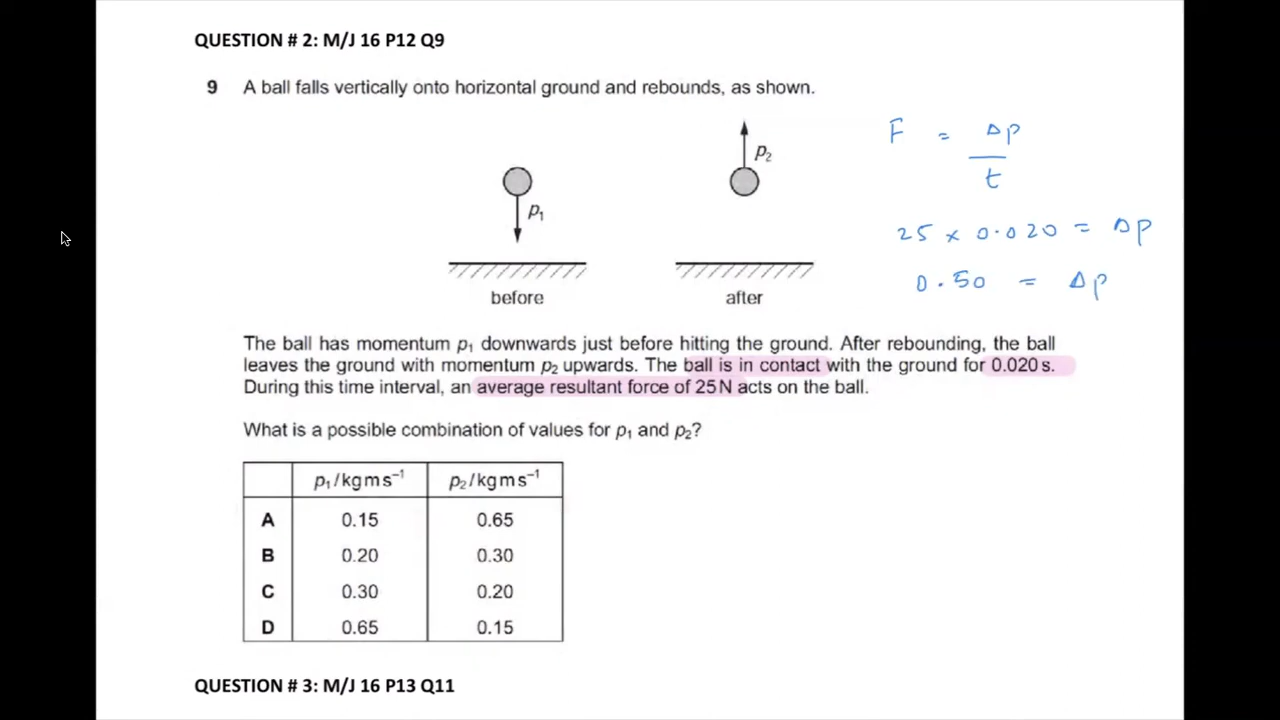 QUESTION # 2: M/J 16 P12 Q9
9 A ball falls vertically onto horizontal ground and rebounds, as shown.
p₁
before
p₂
after
F = Δp / t
25 × 0.020 = Δp
0.50 = Δp
The ball has momentum p₁ downwards just before hitting the ground. After rebounding, the ball
leaves the ground with momentum p₂ upwards. The ball is in contact with the ground for 0.020 s.
During this time interval, an average resultant force of 25 N acts on the ball.
What is a possible combination of values for p₁ and p₂?
p₁ / kg m s⁻¹ p₂ / kg m s⁻¹
A 0.15 0.65
B 0.20 0.30
C 0.30 0.20
D 0.65 0.15
QUESTION # 3: M/J 16 P13 Q11